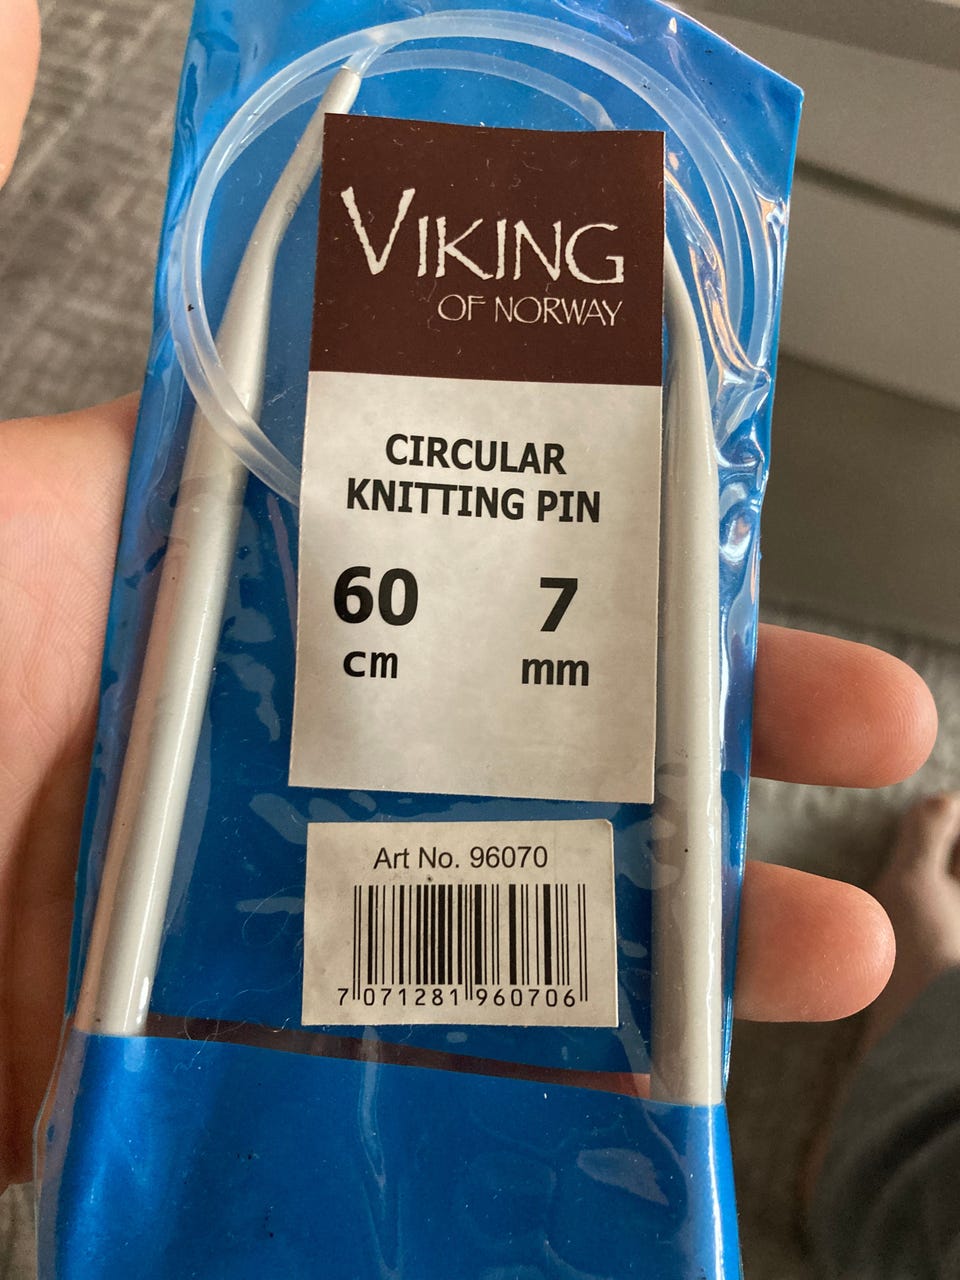 VIKING
OF NORWAY
CIRCULAR
KNITTING PIN
60 7
cm mm
Art No. 96070
7 071281 960706